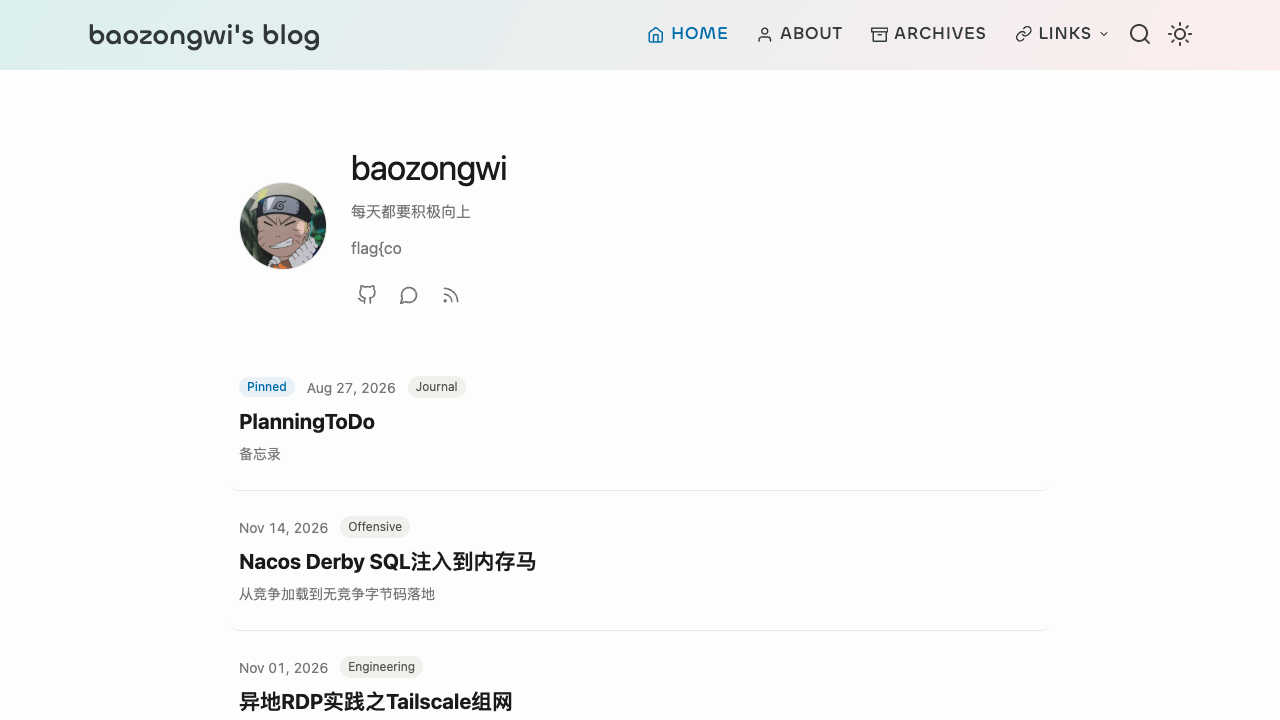 baozongwi's blog
HOME
ABOUT
ARCHIVES
LINKS
baozongwi
每天都要积极向上
flag{co
Pinned Aug 27, 2026 Journal
PlanningToDo
备忘录
Nov 14, 2026 Offensive
Nacos Derby SQL注入到内存马
从竞争加载到无竞争字节码落地
Nov 01, 2026 Engineering
异地RDP实践之Tailscale组网